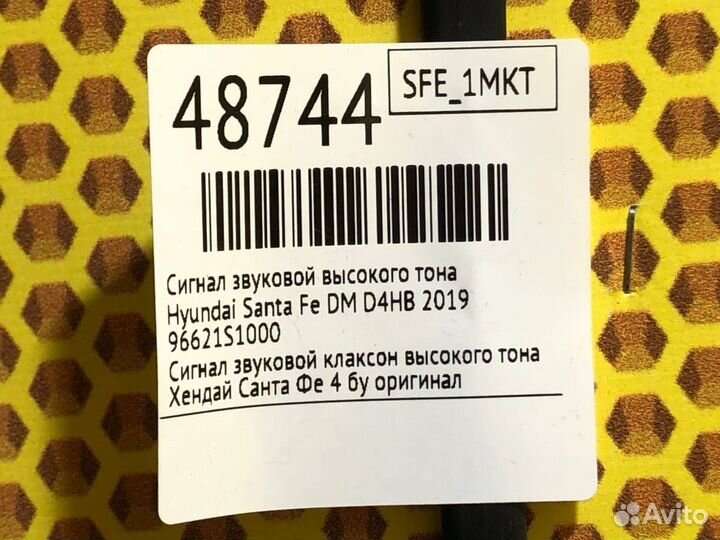 48744
SFE_1MKT
Сигнал звуковой высокого тона
Hyundai Santa Fe DM D4HB 2019
96621S1000
Сигнал звуковой клаксон высокого тона
Хендай Санта Фе 4 бу оригинал
Avito